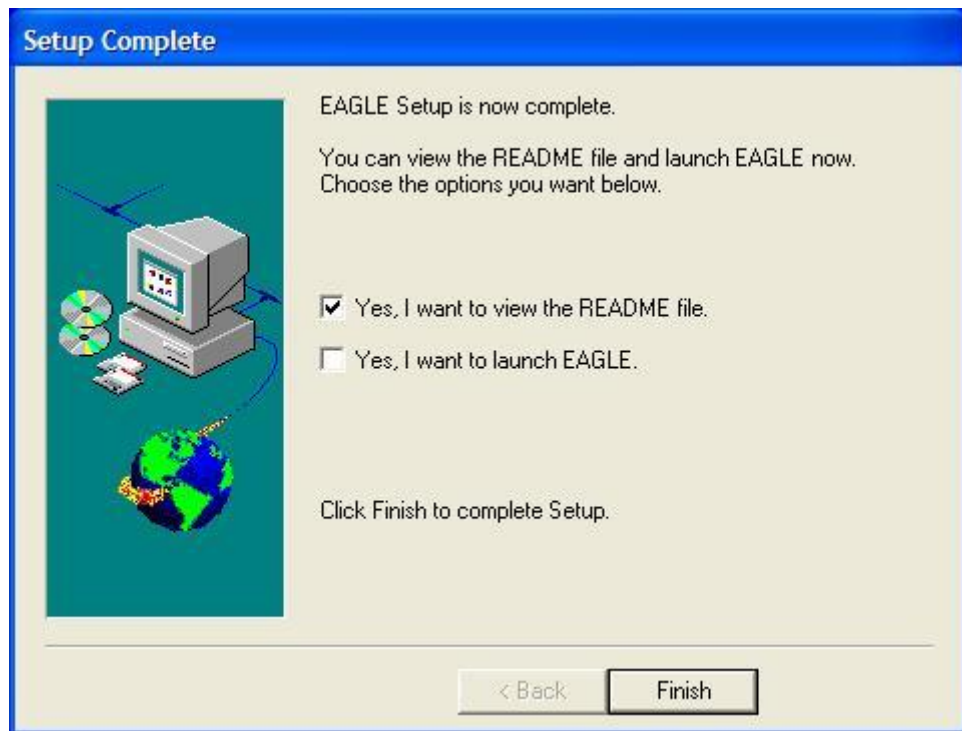 Setup Complete
EAGLE Setup is now complete.
You can view the README file and launch EAGLE now.
Choose the options you want below.
Yes, I want to view the README file.
Yes, I want to launch EAGLE.
Click Finish to complete Setup.
< Back
Finish